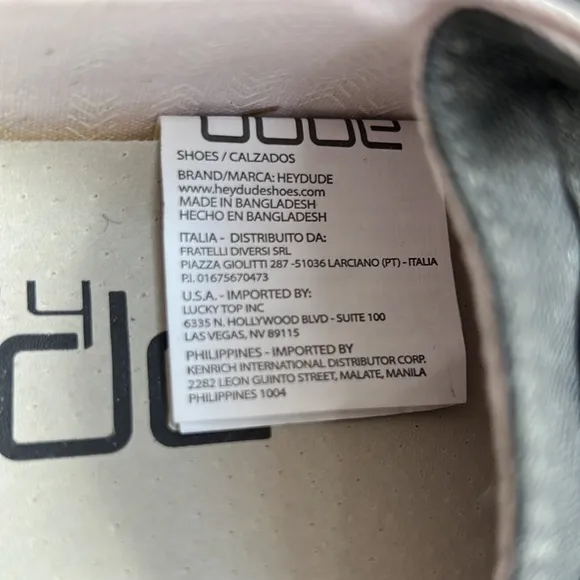 dude
SHOES / CALZADOS
BRAND/MARCA: HEYDUDE
www.heydudeshoes.com
MADE IN BANGLADESH
HECHO EN BANGLADESH
ITALIA - DISTRIBUITO DA:
FRATELLI DIVERSI SRL
PIAZZA GIOLITTI 287 -51036 LARCIANO (PT) - ITALIA
P.I. 01675670473
U.S.A. - IMPORTED BY:
LUCKY TOP INC
6335 N. HOLLYWOOD BLVD - SUITE 100
LAS VEGAS, NV 89115
PHILIPPINES - IMPORTED BY
KENRICH INTERNATIONAL DISTRIBUTOR CORP.
2282 LEON GUINTO STREET, MALATE, MANILA
PHILIPPINES 1004